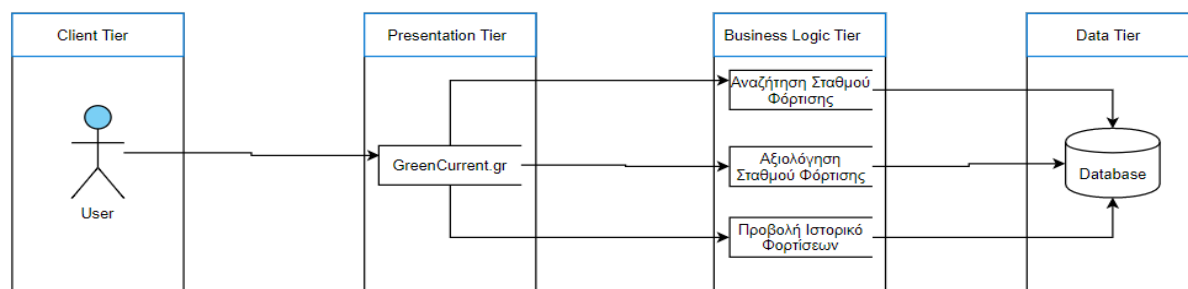 Client Tier
Presentation Tier
Business Logic Tier
Data Tier
Αναζήτηση Σταθμού
Φόρτισης
GreenCurrent.gr
Αξιολόγηση
Σταθμού Φόρτισης
Database
User
Προβολή Ιστορικό
Φορτίσεων